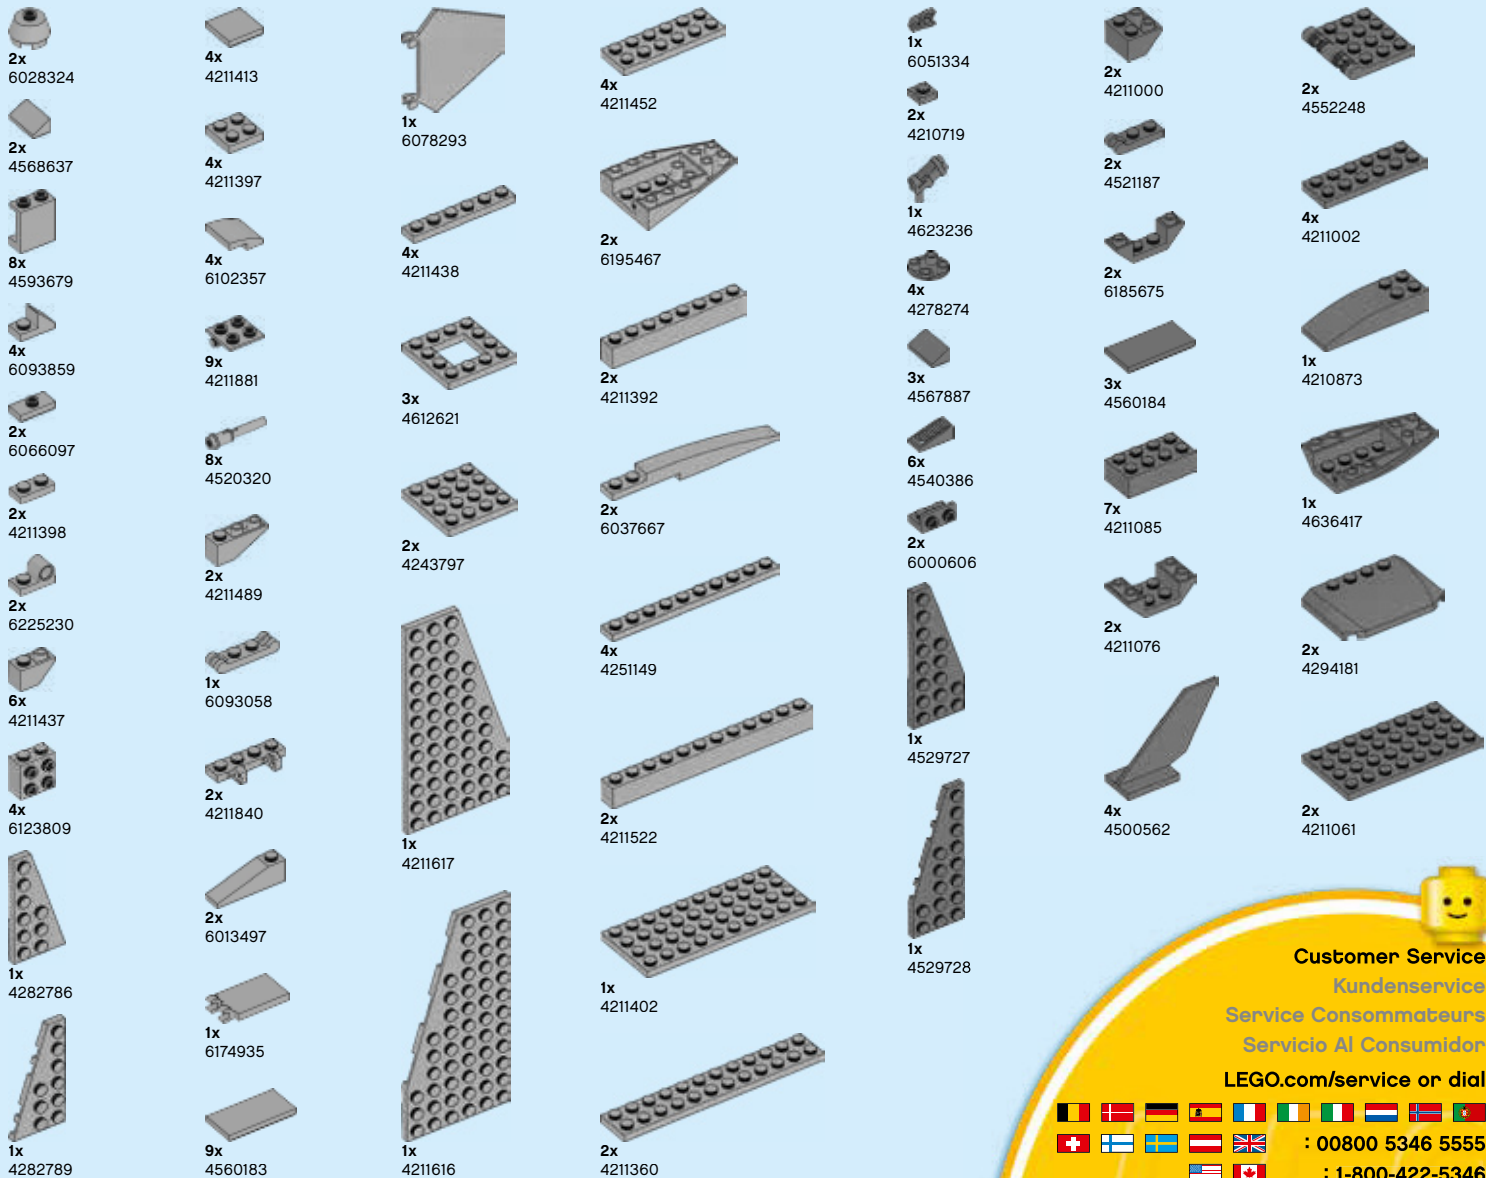 2x
6028324
2x
4568637
8x
4593679
4x
6093859
2x
6066097
2x
4211398
2x
6225230
6x
4211437
4x
6123809
1x
4282786
1x
4282789
4x
4211413
4x
4211397
4x
6102357
9x
4211881
8x
4520320
2x
4211489
1x
6093058
2x
4211840
2x
6013497
1x
6174935
9x
4560183
1x
6078293
4x
4211438
3x
4612621
2x
4243797
1x
4211617
1x
4211616
4x
4211452
2x
6195467
2x
4211392
2x
6037667
4x
4251149
2x
4211522
1x
4211402
2x
4211360
1x
6051334
2x
4210719
1x
4623236
4x
4278274
3x
4567887
6x
4540386
2x
6000606
1x
4529727
1x
4529728
2x
4211000
2x
4521187
2x
6185675
3x
4560184
7x
4211085
2x
4211076
4x
4500562
2x
4552248
4x
4211002
1x
4210873
1x
4636417
2x
4294181
2x
4211061
Customer Service
Kundenservice
Service Consommateurs
Servicio Al Consumidor
LEGO.com/service or dial
: 00800 5346 5555
: 1-800-422-5346